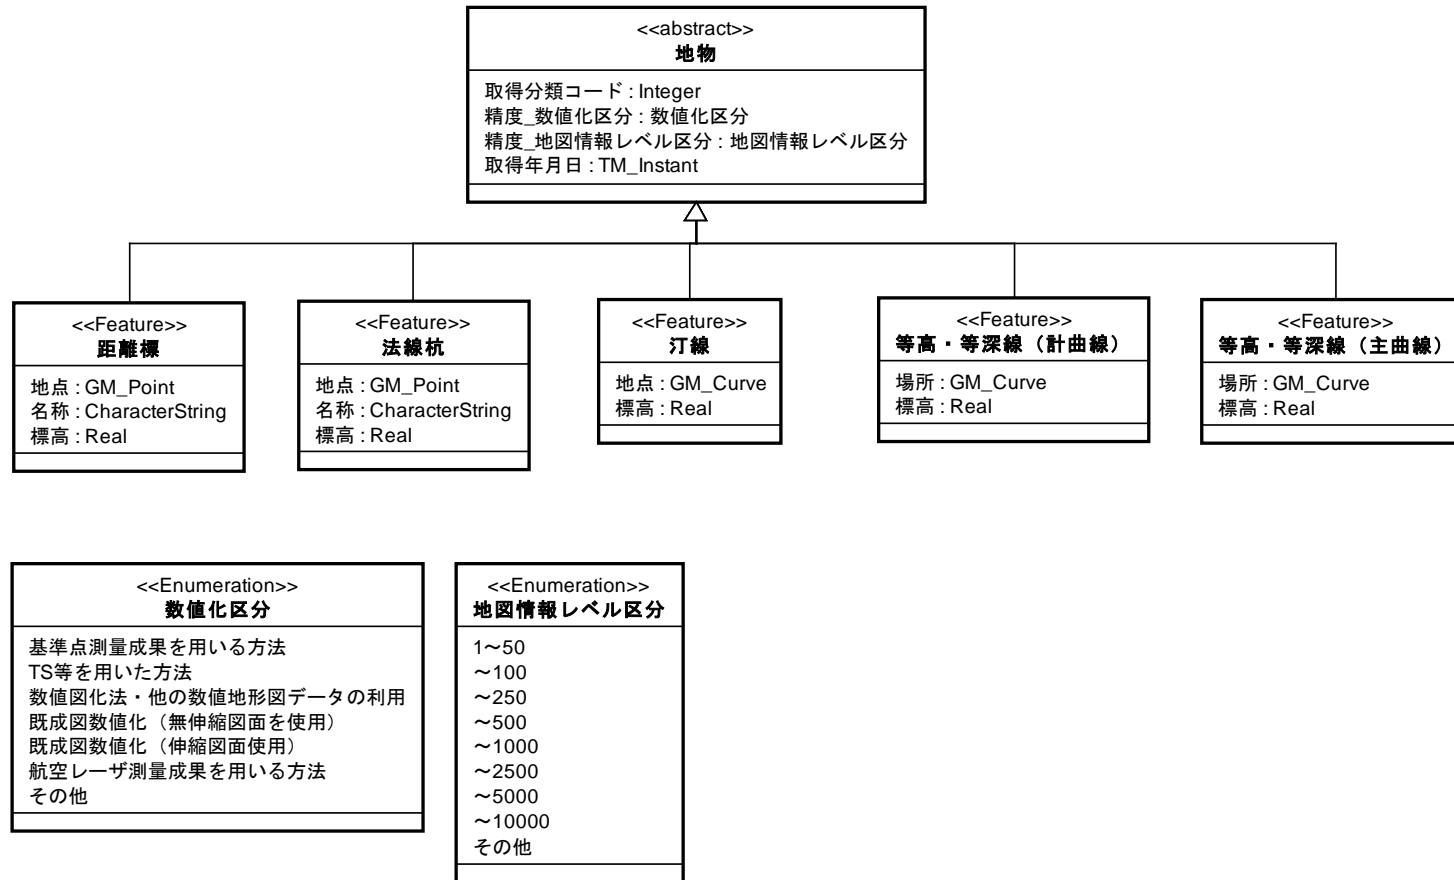 <<abstract>>
地物
取得分類コード : Integer
精度_数値化区分 : 数値化区分
精度_地図情報レベル区分 : 地図情報レベル区分
取得年月日 : TM_Instant
<<Feature>>
距離標
地点 : GM_Point
名称 : CharacterString
標高 : Real
<<Feature>>
法線杭
地点 : GM_Point
名称 : CharacterString
標高 : Real
<<Feature>>
汀線
地点 : GM_Curve
標高 : Real
<<Feature>>
等高・等深線（計曲線）
場所 : GM_Curve
標高 : Real
<<Feature>>
等高・等深線（主曲線）
場所 : GM_Curve
標高 : Real
<<Enumeration>>
数値化区分
基準点測量成果を用いる方法
TS等を用いた方法
数値図化法・他の数値地形図データの利用
既成図数値化（無伸縮図面を使用）
既成図数値化（伸縮図面使用）
航空レーザ測量成果を用いる方法
その他
<<Enumeration>>
地図情報レベル区分
1～50
～100
～250
～500
～1000
～2500
～5000
～10000
その他